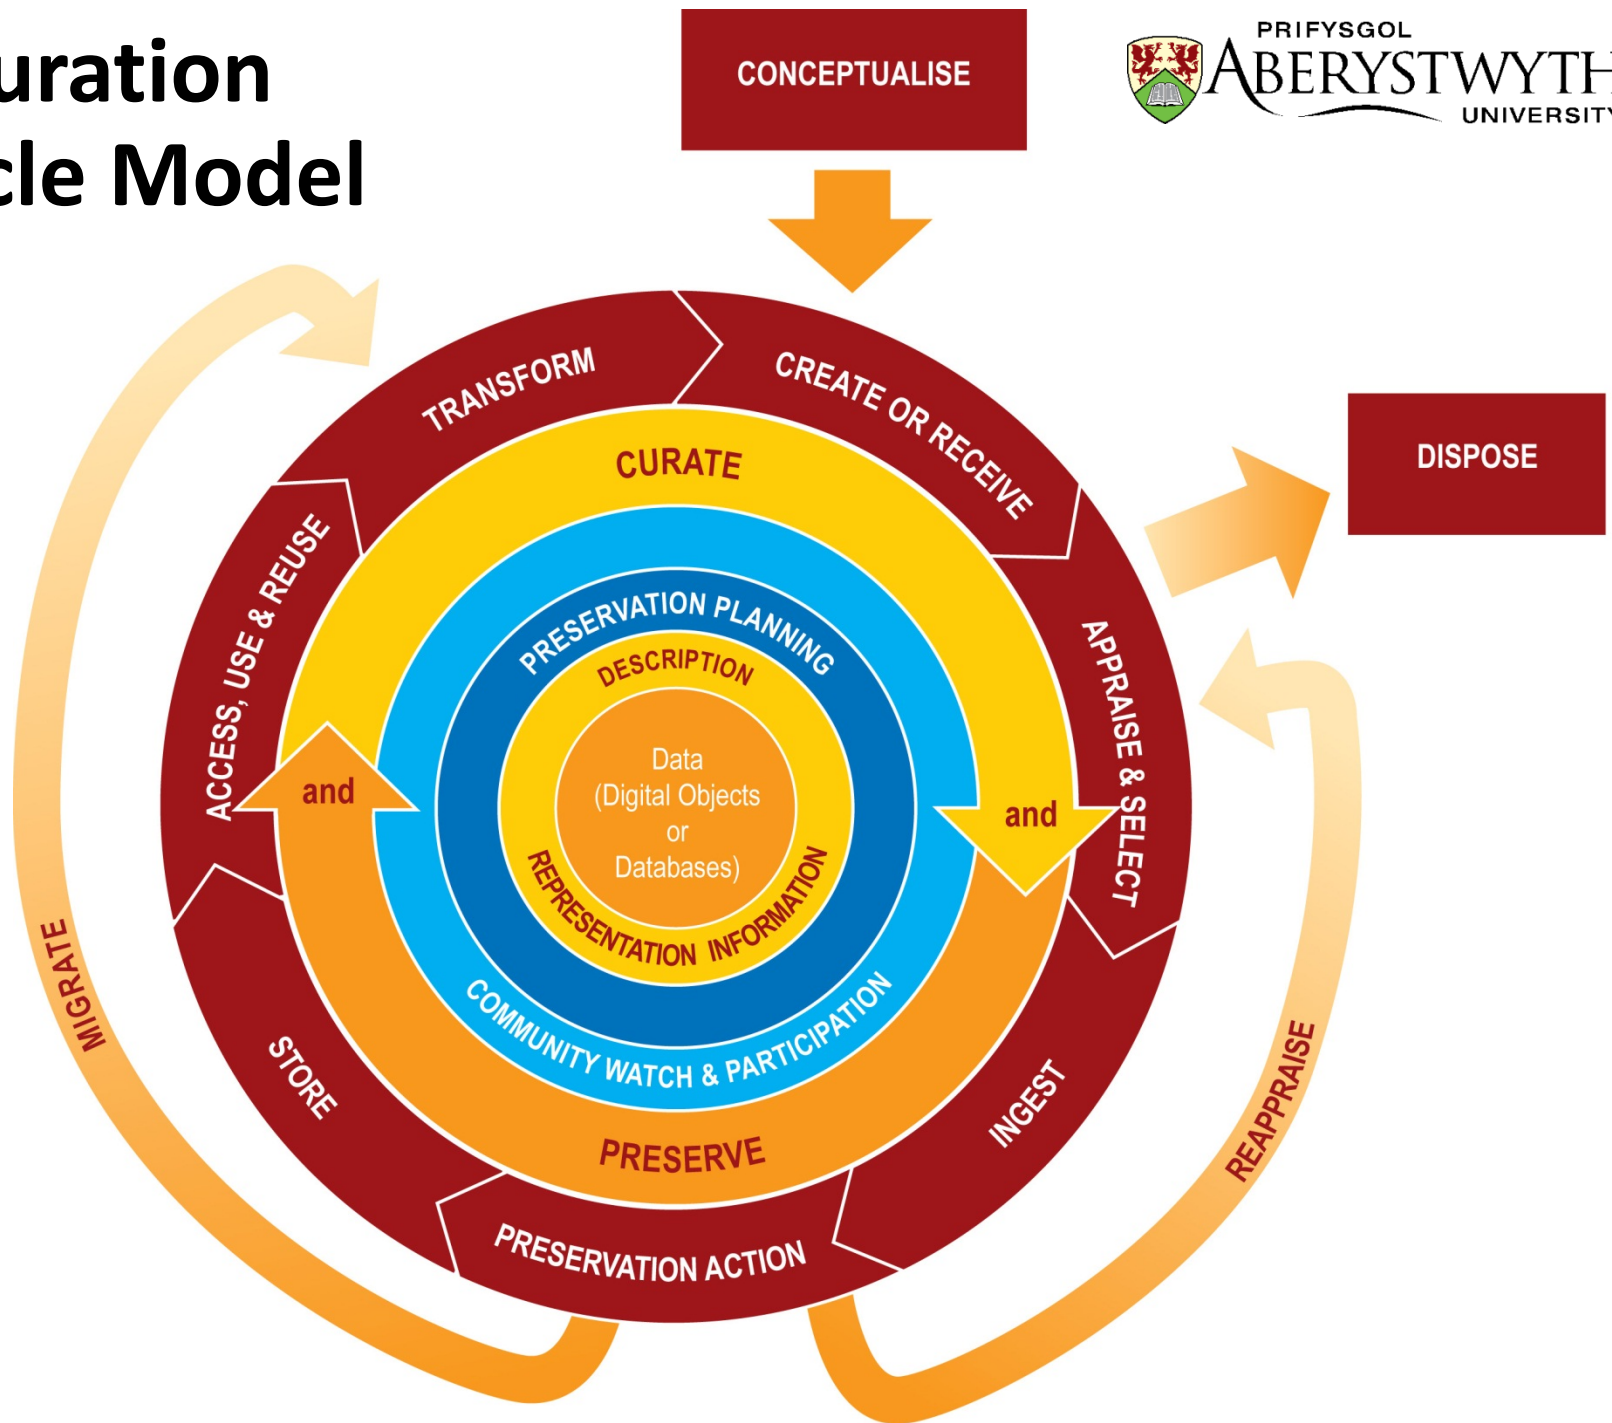 uration
cle Model
CONCEPTUALISE
PRIFYSGOL
ABERYSTWYTH
UNIVERSITY
DISPOSE
TRANSFORM
CREATE OR RECEIVE
APPRAISE & SELECT
INGEST
PRESERVATION ACTION
STORE
ACCESS, USE & REUSE
CURATE
and
PRESERVE
and
COMMUNITY WATCH & PARTICIPATION
PRESERVATION PLANNING
DESCRIPTION
REPRESENTATION INFORMATION
Data
(Digital Objects
or
Databases)
MIGRATE
REAPPRAISE